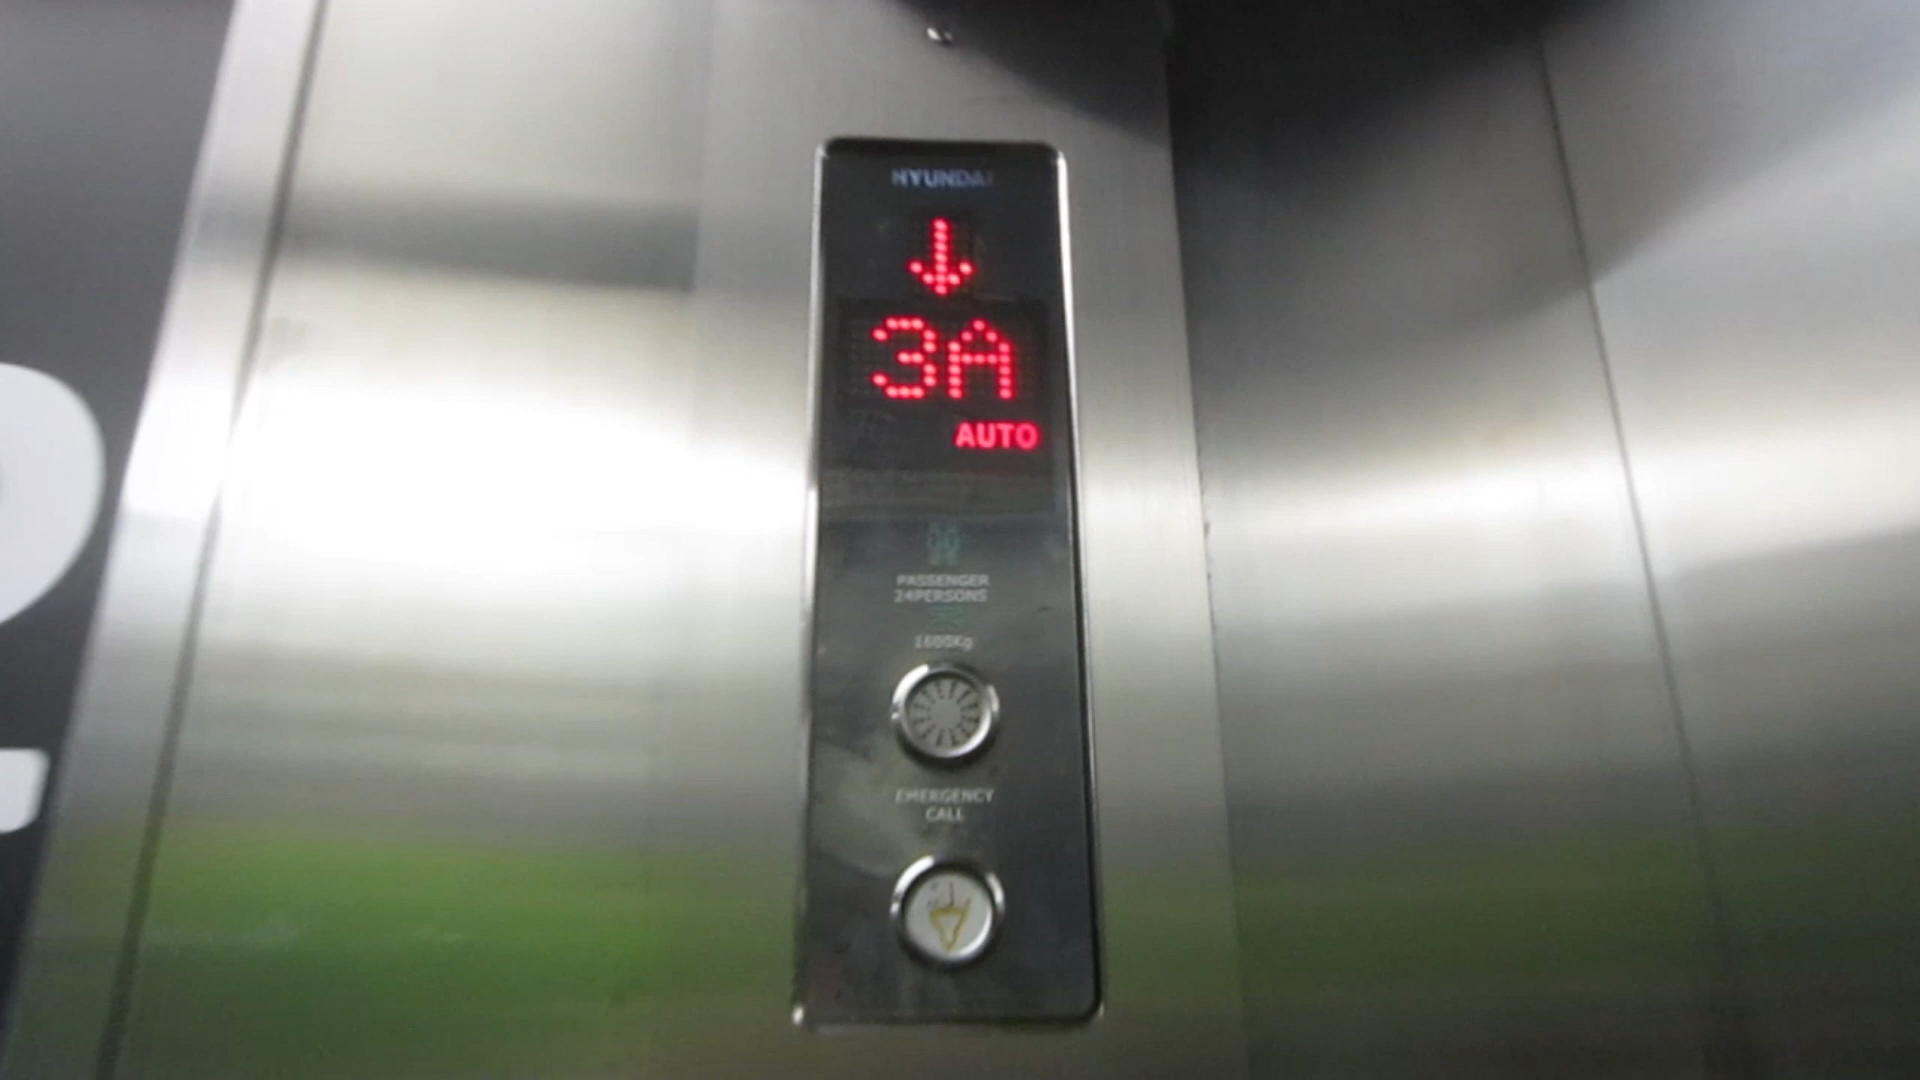 HYUNDAI
3A
AUTO
PASSENGER
24PERSONS
1600Kg
EMERGENCY
CALL